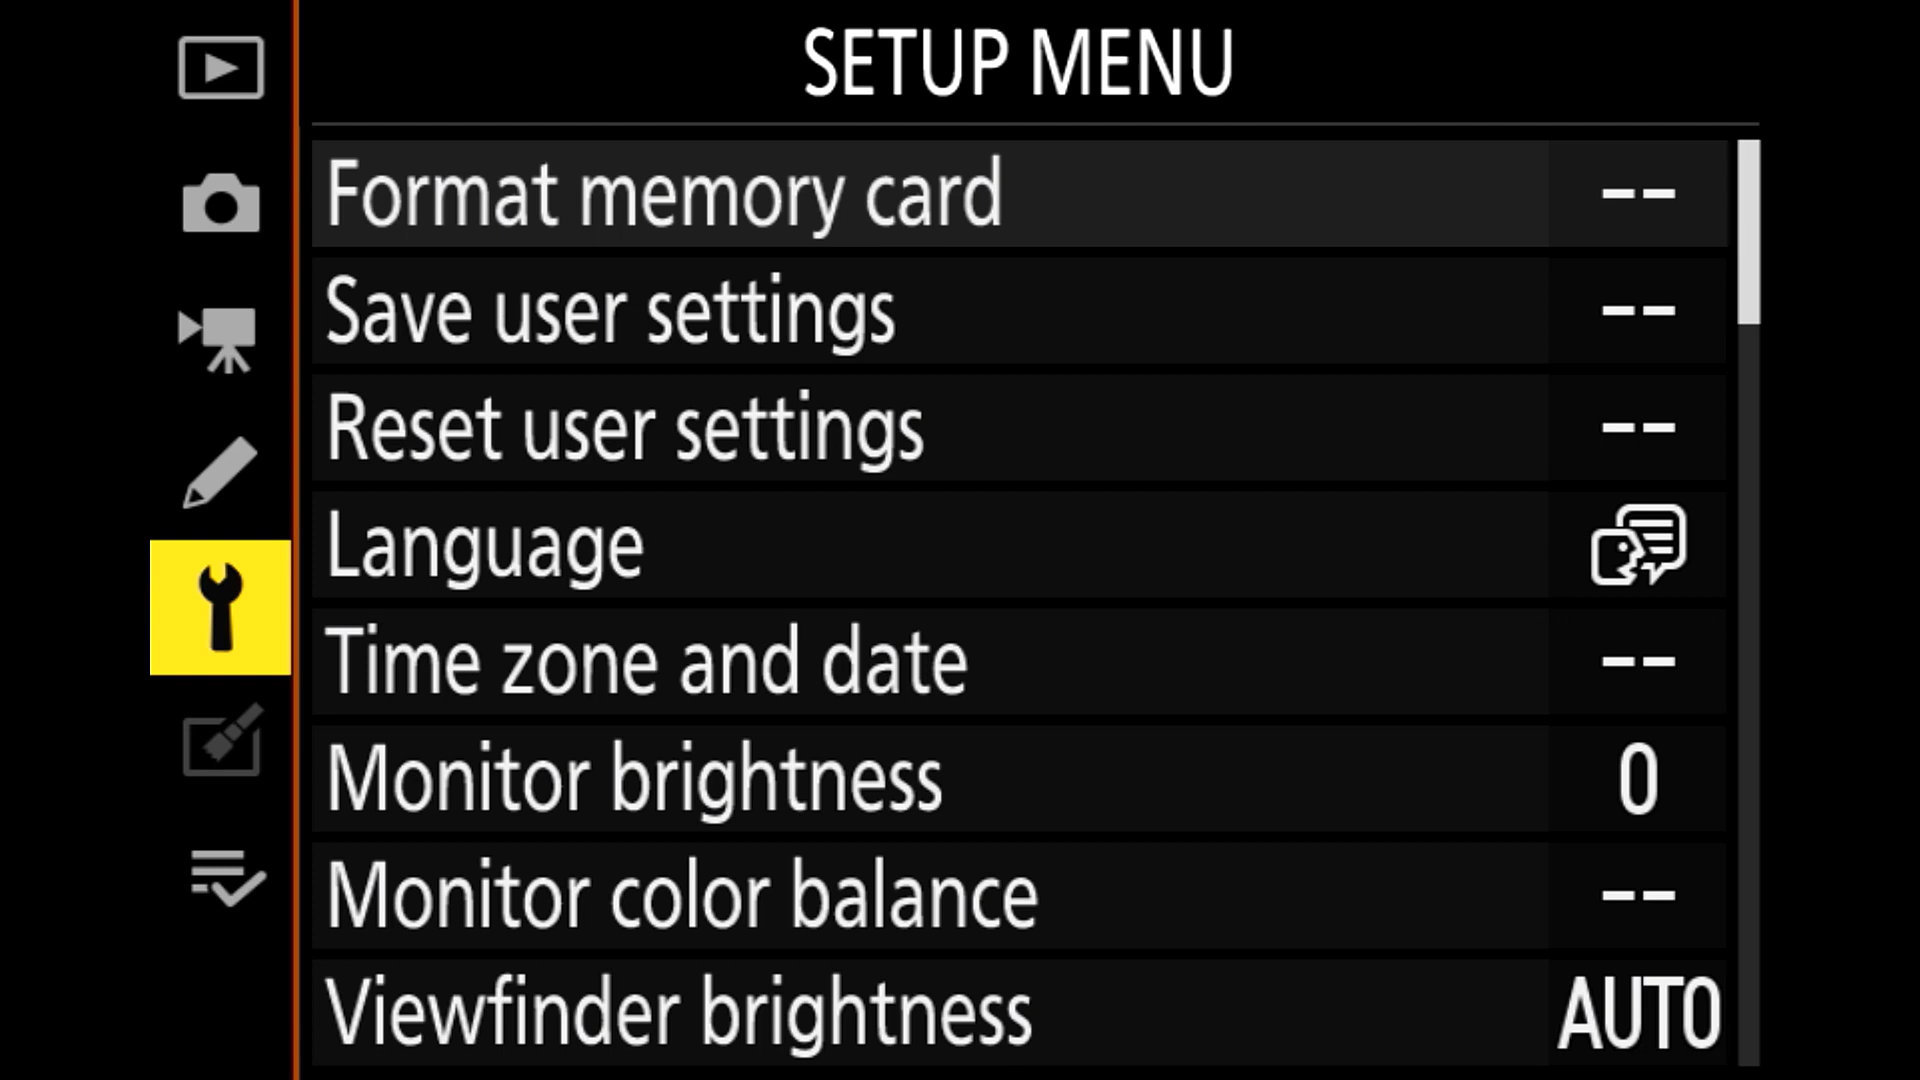 SETUP MENU
Format memory card --
Save user settings --
Reset user settings --
Language
Time zone and date --
Monitor brightness 0
Monitor color balance --
Viewfinder brightness AUTO